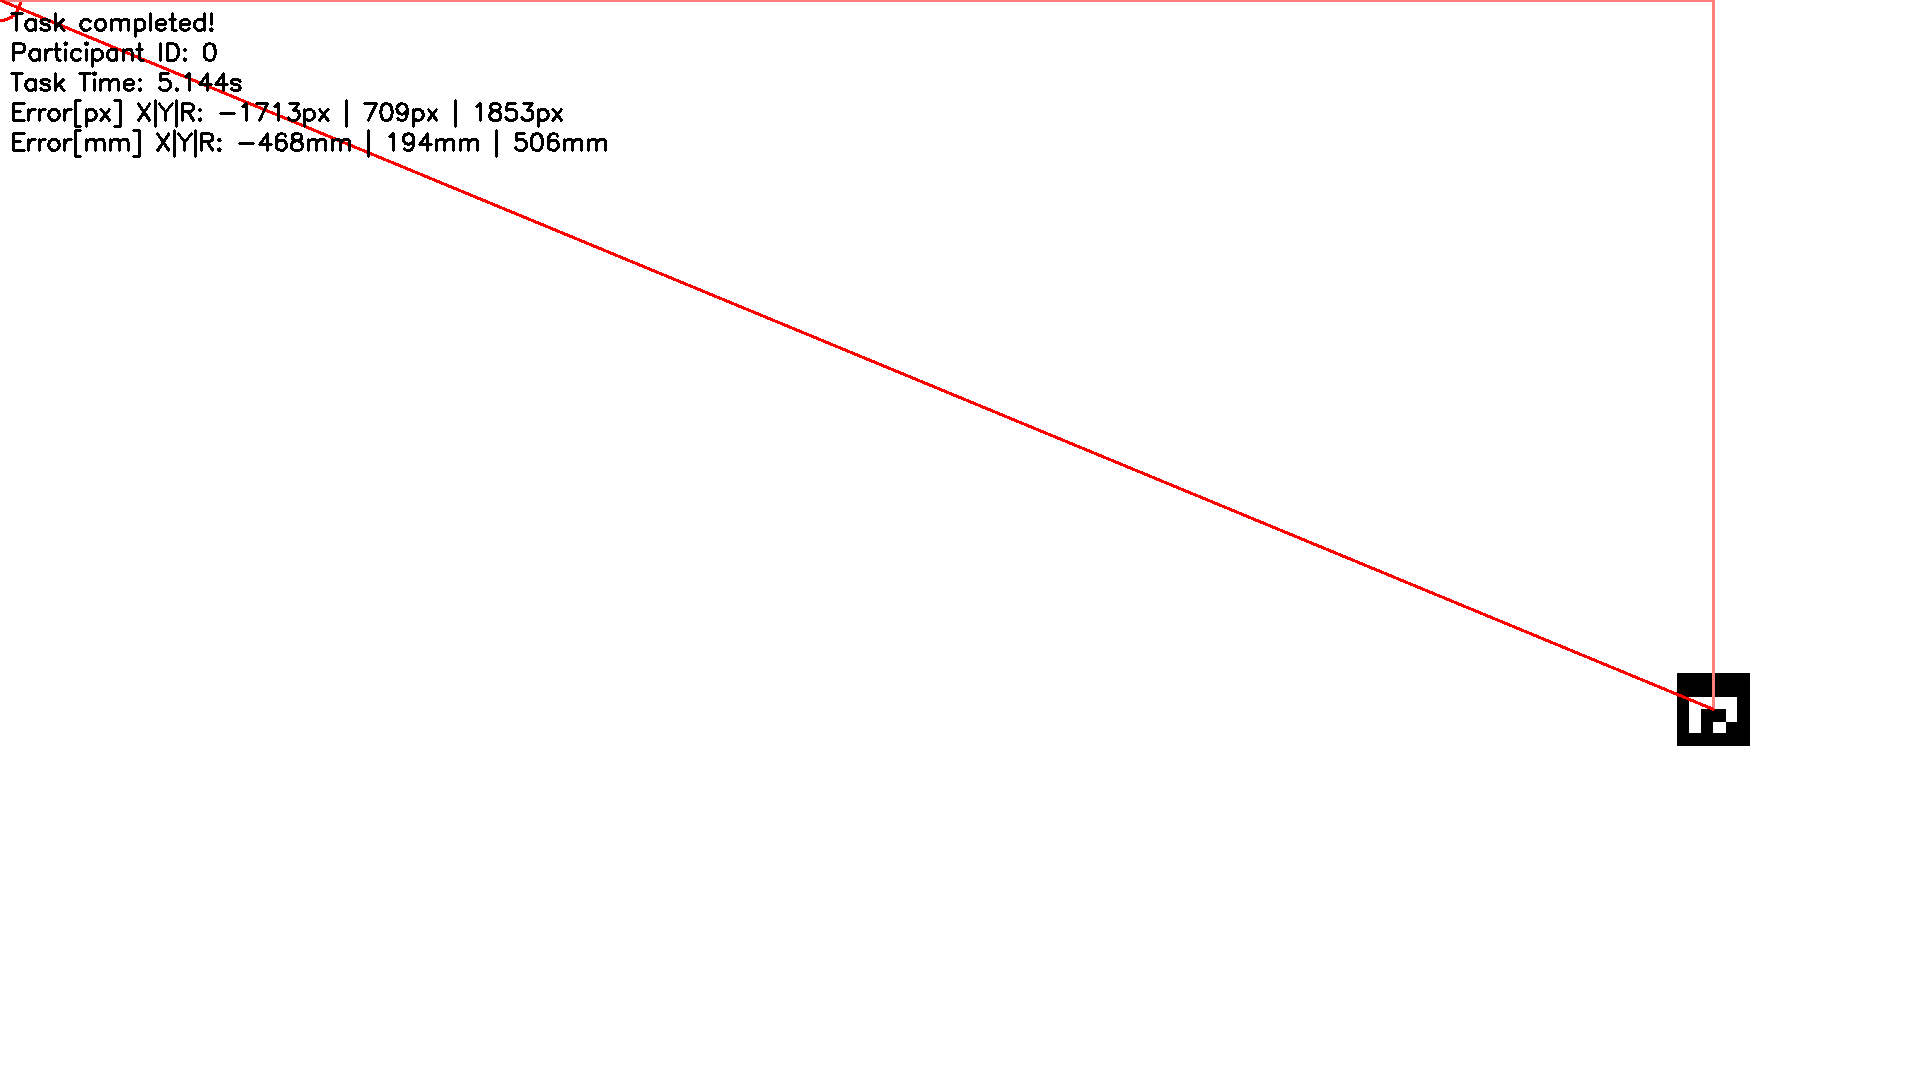 Task completed!
Participant ID: 0
Task Time: 5.144s
Error[px] X|Y|R: -1713px | 709px | 1853px
Error[mm] X|Y|R: -468mm | 194mm | 506mm